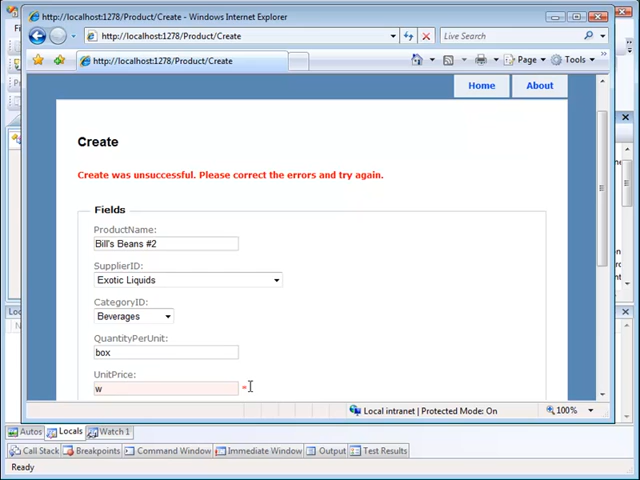 http://localhost:1278/Product/Create - Windows Internet Explorer
http://localhost:1278/Product/Create
Live Search
http://localhost:1278/Product/Create
Page
Tools
Home
About
Create
Create was unsuccessful. Please correct the errors and try again.
Fields
ProductName:
Bill's Beans #2
SupplierID:
Exotic Liquids
CategoryID:
Beverages
QuantityPerUnit:
box
UnitPrice:
w *
Local intranet | Protected Mode: On
100%
Autos
Locals
Watch 1
Call Stack
Breakpoints
Command Window
Immediate Window
Output
Test Results
Ready